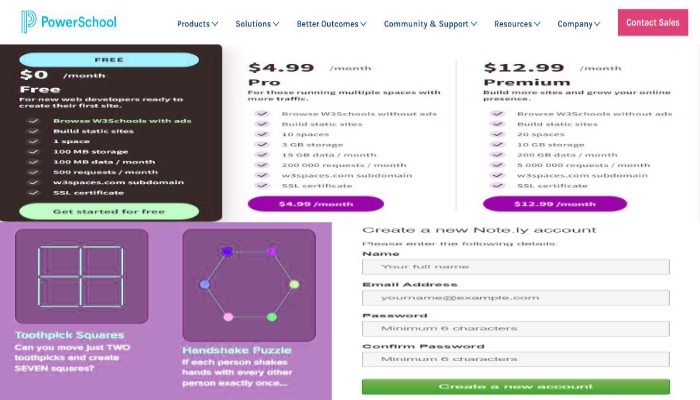 PowerSchool
Products Solutions Better Outcomes Community & Support Resources Company Contact Sales
FREE
$0 /month
Free
For new web developers ready to
create their first site.
Browse W3Schools with ads
Build static sites
1 space
100 MB storage
100 MB data / month
500 requests / month
w3spaces.com subdomain
SSL certificate
Get started for free
$4.99 /month
Pro
For those running multiple spaces with
more traffic.
Browse W3Schools without ads
Build static sites
10 spaces
3 GB storage
15 GB data / month
200 000 requests / month
w3spaces.com subdomain
SSL certificate
$4.99 /month
$12.99 /month
Premium
Build more sites and grow your online
presence.
Browse W3Schools without ads
Build static sites
20 spaces
10 GB storage
200 GB data / month
5 000 000 requests / month
w3spaces.com subdomain
SSL certificate
$12.99 /month
Toothpick Squares
Can you move just TWO
toothpicks and create
SEVEN squares?
Handshake Puzzle
If each person shakes
hands with every other
person exactly once...
Create a new Note.ly account
Please enter the following details:
Name
Your full name
Email Address
yourname@example.com
Password
Minimum 6 characters
Confirm Password
Minimum 6 characters
Create a new account